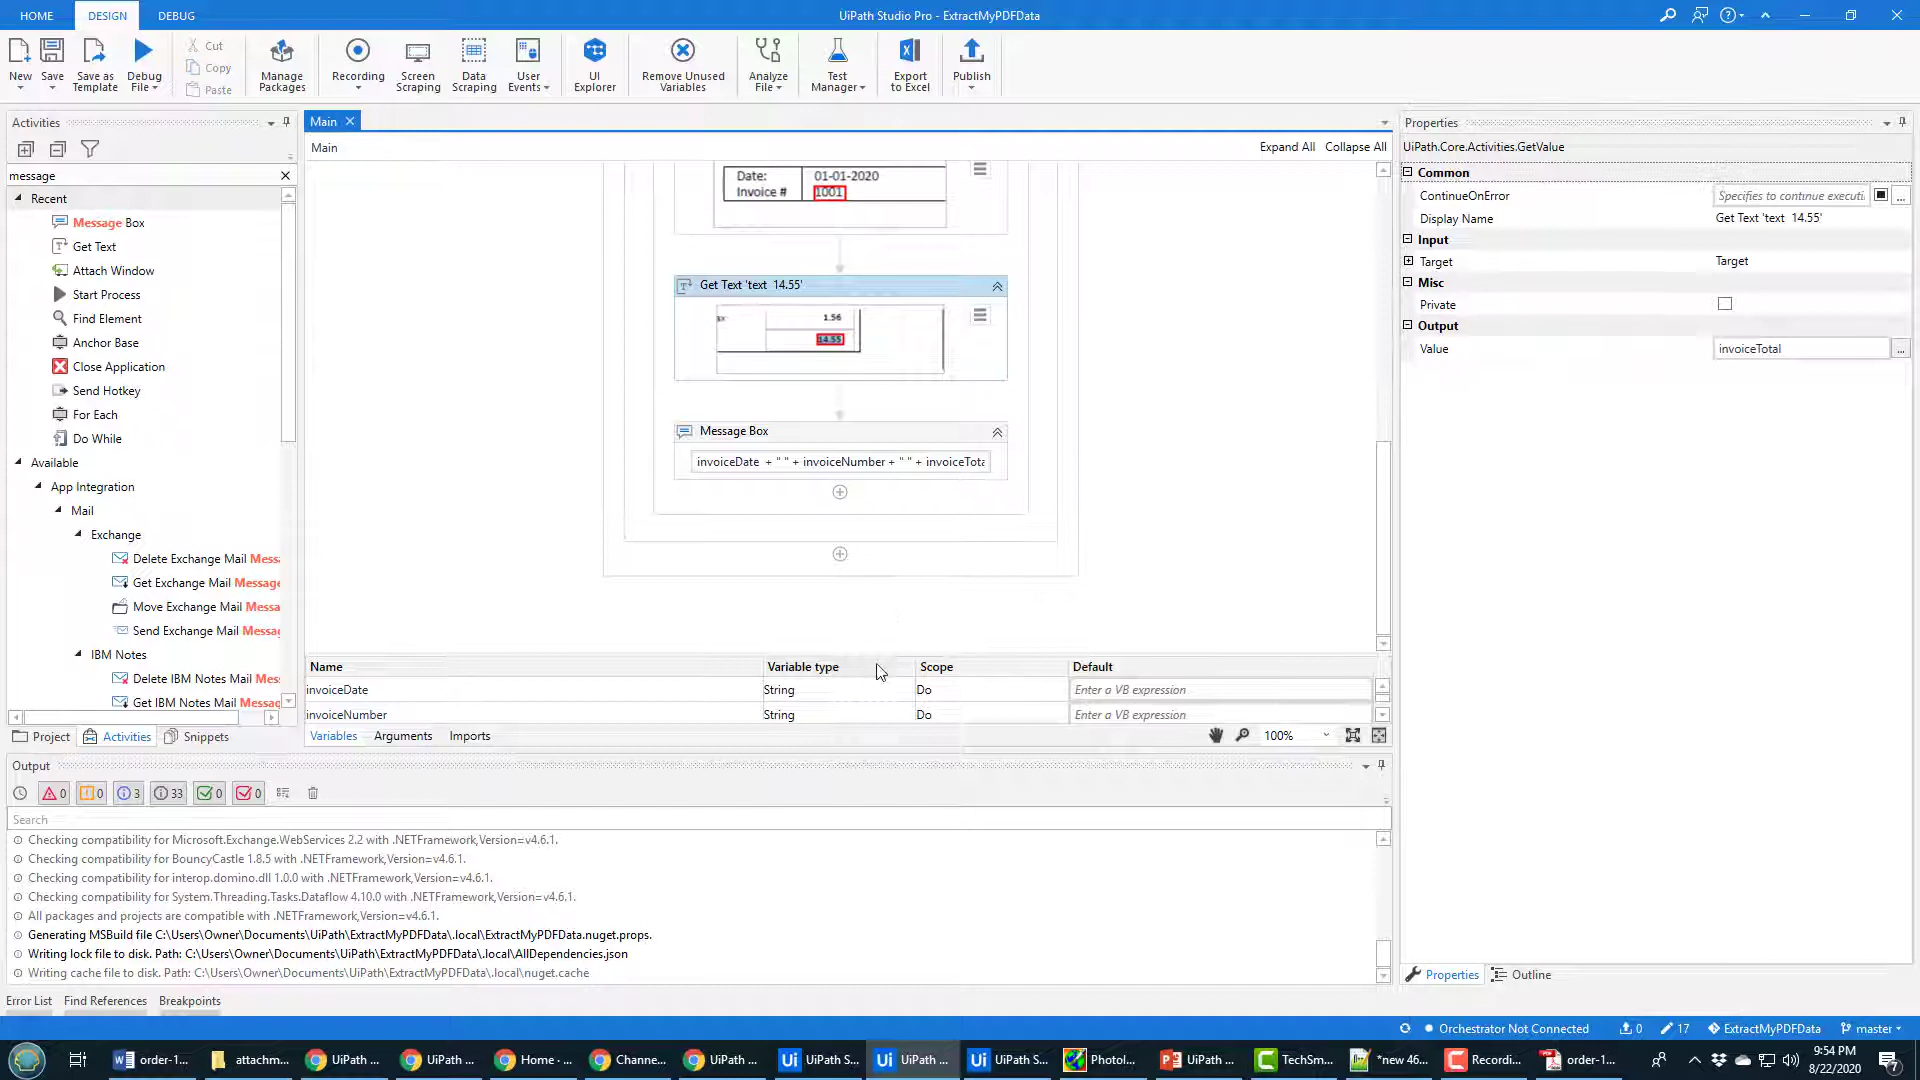 HOME
DESIGN
DEBUG
UiPath Studio Pro - ExtractMyPDFData
New
Save
Save as Template
Debug File
Cut
Copy
Paste
Manage Packages
Recording
Screen Scraping
Data Scraping
User Events
UI Explorer
Remove Unused Variables
Analyze File
Test Manager
Export to Excel
Publish
Activities
message
Recent
Message Box
Get Text
Attach Window
Start Process
Find Element
Anchor Base
Close Application
Send Hotkey
For Each
Do While
Available
App Integration
Mail
Exchange
Delete Exchange Mail Messa
Get Exchange Mail Message
Move Exchange Mail Messa
Send Exchange Mail Messag
IBM Notes
Delete IBM Notes Mail Mes
Get IBM Notes Mail Messag
Project
Activities
Snippets
Main
Main
Expand All
Collapse All
Date: 01-01-2020
Invoice # 1001
Get Text 'text  14.55'
1.56
14.55
Message Box
invoiceDate  + " " + invoiceNumber + " " + invoiceTota
Name
Variable type
Scope
Default
invoiceDate
String
Do
Enter a VB expression
invoiceNumber
String
Do
Enter a VB expression
Variables
Arguments
Imports
100%
Output
0
0
3
33
0
0
Search
Checking compatibility for Microsoft.Exchange.WebServices 2.2 with .NETFramework,Version=v4.6.1.
Checking compatibility for BouncyCastle 1.8.5 with .NETFramework,Version=v4.6.1.
Checking compatibility for interop.domino.dll 1.0.0 with .NETFramework,Version=v4.6.1.
Checking compatibility for System.Threading.Tasks.Dataflow 4.10.0 with .NETFramework,Version=v4.6.1.
All packages and projects are compatible with .NETFramework,Version=v4.6.1.
Generating MSBuild file C:\Users\Owner\Documents\UiPath\ExtractMyPDFData\.local\ExtractMyPDFData.nuget.props.
Writing lock file to disk. Path: C:\Users\Owner\Documents\UiPath\ExtractMyPDFData\.local\AllDependencies.json
Writing cache file to disk. Path: C:\Users\Owner\Documents\UiPath\ExtractMyPDFData\.local\nuget.cache
Error List
Find References
Breakpoints
Properties
UiPath.Core.Activities.GetValue
Common
ContinueOnError
Specifies to continue executi
...
Display Name
Get Text 'text  14.55'
Input
Target
Target
Misc
Private
Output
Value
invoiceTotal
...
Properties
Outline
Orchestrator Not Connected
0
17
ExtractMyPDFData
master
order-1...
attachm...
UiPath ...
UiPath ...
Home - ...
Channe...
UiPath ...
UiPath S...
UiPath ...
UiPath S...
Photol...
UiPath ...
TechSm...
*new 46...
Recordi...
order-1...
9:54 PM
8/22/2020
7